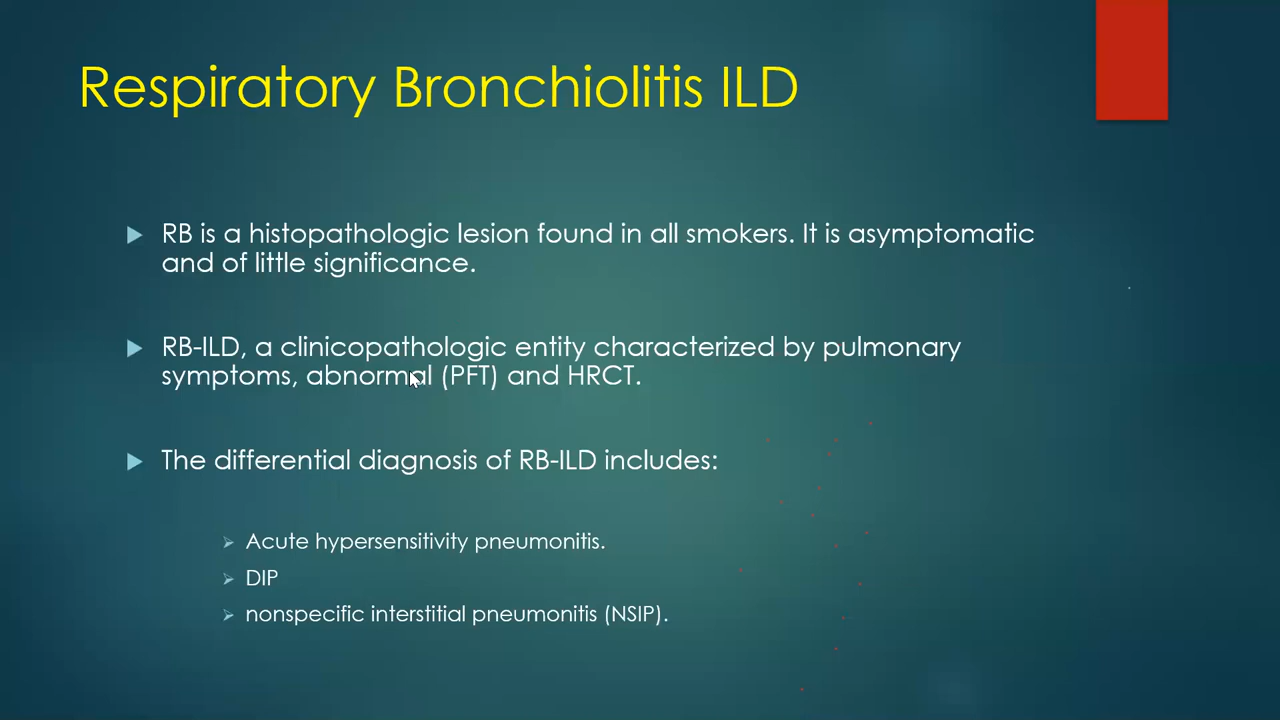 Respiratory Bronchiolitis ILD
RB is a histopathologic lesion found in all smokers. It is asymptomatic
and of little significance.
RB-ILD, a clinicopathologic entity characterized by pulmonary
symptoms, abnormal (PFT) and HRCT.
The differential diagnosis of RB-ILD includes:
Acute hypersensitivity pneumonitis.
DIP
nonspecific interstitial pneumonitis (NSIP).